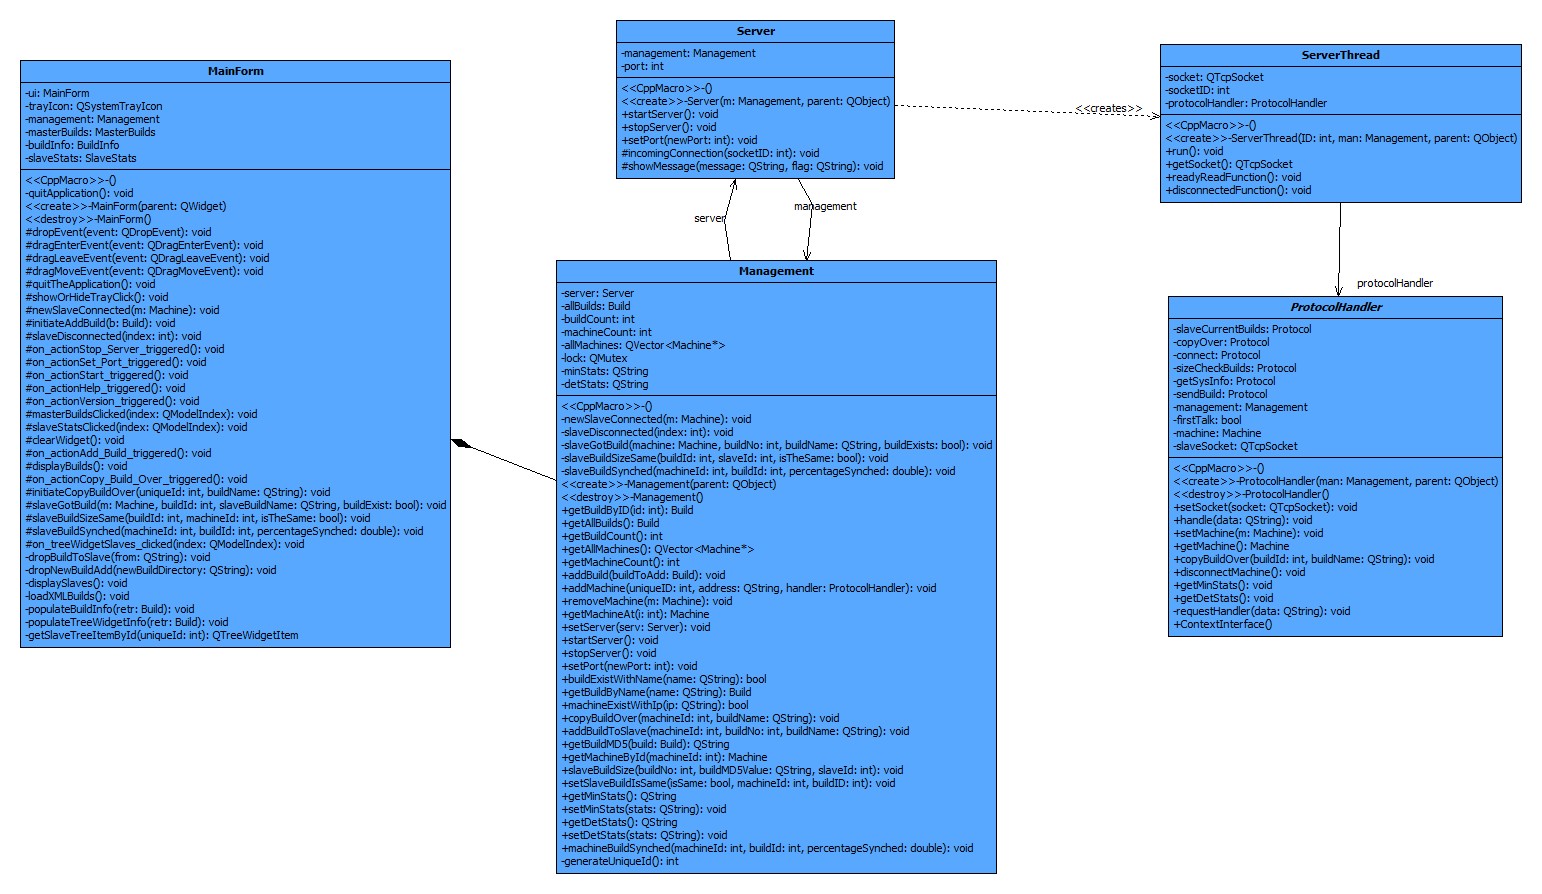 MainForm
-ui: MainForm
-trayIcon: QSystemTrayIcon
-management: Management
-masterBuilds: MasterBuilds
-buildInfo: BuildInfo
-slaveStats: SlaveStats
<<CppMacro>>-()
-quitApplication(): void
<<create>>-MainForm(parent: QWidget)
<<destroy>>-MainForm()
#dropEvent(event: QDropEvent): void
#dragEnterEvent(event: QDragEnterEvent): void
#dragLeaveEvent(event: QDragLeaveEvent): void
#dragMoveEvent(event: QDragMoveEvent): void
#quitTheApplication(): void
#showOrHideTrayClick(): void
#newSlaveConnected(m: Machine): void
#initiateAddBuild(b: Build): void
#slaveDisconnected(index: int): void
#on_actionStop_Server_triggered(): void
#on_actionSet_Port_triggered(): void
#on_actionStart_triggered(): void
#on_actionHelp_triggered(): void
#on_actionVersion_triggered(): void
#masterBuildsClicked(index: QModelIndex): void
#slaveStatsClicked(index: QModelIndex): void
#clearWidget(): void
#on_actionAdd_Build_triggered(): void
#displayBuilds(): void
#on_actionCopy_Build_Over_triggered(): void
#initiateCopyBuildOver(uniqueId: int, buildName: QString): void
#slaveGotBuild(m: Machine, buildId: int, slaveBuildName: QString, buildExist: bool): void
#slaveBuildSizeSame(buildId: int, machineId: int, isTheSame: bool): void
#slaveBuildSynched(machineId: int, buildId: int, percentageSynched: double): void
#on_treeWidgetSlaves_clicked(index: QModelIndex): void
-dropBuildToSlave(from: QString): void
-dropNewBuildAdd(newBuildDirectory: QString): void
-displaySlaves(): void
-loadXMLBuilds(): void
-populateBuildInfo(retr: Build): void
-populateTreeWidgetInfo(retr: Build): void
-getSlaveTreeItemById(uniqueId: int): QTreeWidgetItem
Server
-management: Management
-port: int
<<CppMacro>>-()
<<create>>-Server(m: Management, parent: QObject)
+startServer(): void
+stopServer(): void
+setPort(newPort: int): void
#incomingConnection(socketID: int): void
#showMessage(message: QString, flag: QString): void
<<creates>>
server
management
Management
-server: Server
-allBuilds: Build
-buildCount: int
-machineCount: int
-allMachines: QVector<Machine*>
-lock: QMutex
-minStats: QString
-detStats: QString
<<CppMacro>>-()
-newSlaveConnected(m: Machine): void
-slaveDisconnected(index: int): void
-slaveGotBuild(machine: Machine, buildNo: int, buildName: QString, buildExists: bool): void
-slaveBuildSizeSame(buildId: int, slaveId: int, isTheSame: bool): void
-slaveBuildSynched(machineId: int, buildId: int, percentageSynched: double): void
<<create>>-Management(parent: QObject)
<<destroy>>-Management()
+getBuildByID(id: int): Build
+getAllBuilds(): Build
+getBuildCount(): int
+getAllMachines(): QVector<Machine*>
+getMachineCount(): int
+addBuild(buildToAdd: Build): void
+addMachine(uniqueID: int, address: QString, handler: ProtocolHandler): void
+removeMachine(m: Machine): void
+getMachineAt(i: int): Machine
+setServer(serv: Server): void
+startServer(): void
+stopServer(): void
+setPort(newPort: int): void
+buildExistWithName(name: QString): bool
+getBuildByName(name: QString): Build
+machineExistWithIp(ip: QString): bool
+copyBuildOver(machineId: int, buildName: QString): void
+addBuildToSlave(machineId: int, buildNo: int, buildName: QString): void
+getBuildMD5(build: Build): QString
+getMachineById(machineId: int): Machine
+slaveBuildSize(buildNo: int, buildMD5Value: QString, slaveId: int): void
+setSlaveBuildIsSame(isSame: bool, machineId: int, buildID: int): void
+getMinStats(): QString
+setMinStats(stats: QString): void
+getDetStats(): QString
+setDetStats(stats: QString): void
+machineBuildSynched(machineId: int, buildId: int, percentageSynched: double): void
-generateUniqueId(): int
ServerThread
-socket: QTcpSocket
-socketID: int
-protocolHandler: ProtocolHandler
<<CppMacro>>-()
<<create>>-ServerThread(ID: int, man: Management, parent: QObject)
+run(): void
+getSocket(): QTcpSocket
+readyReadFunction(): void
+disconnectedFunction(): void
protocolHandler
ProtocolHandler
-slaveCurrentBuilds: Protocol
-copyOver: Protocol
-connect: Protocol
-sizeCheckBuilds: Protocol
-getSysInfo: Protocol
-sendBuild: Protocol
-management: Management
-firstTalk: bool
-machine: Machine
-slaveSocket: QTcpSocket
<<CppMacro>>-()
<<create>>-ProtocolHandler(man: Management, parent: QObject)
<<destroy>>-ProtocolHandler()
+setSocket(socket: QTcpSocket): void
+handle(data: QString): void
+setMachine(m: Machine): void
+getMachine(): Machine
+copyBuildOver(buildId: int, buildName: QString): void
+disconnectMachine(): void
+getMinStats(): void
+getDetStats(): void
-requestHandler(data: QString): void
+ContextInterface()